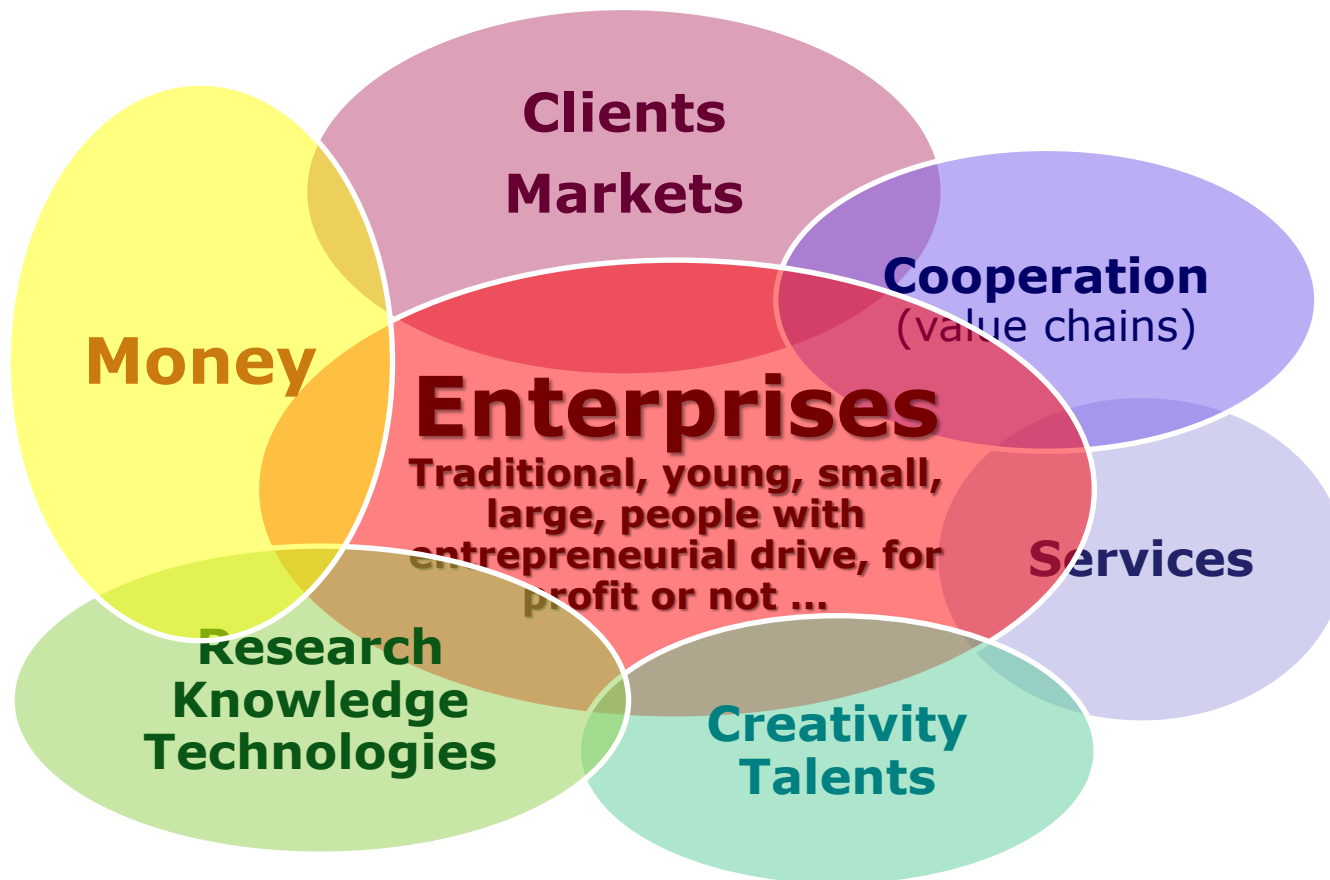 Clients
Markets
Cooperation
(value chains)
Money
Enterprises
Traditional, young, small,
large, people with
entrepreneurial drive, for
profit or not ...
Services
Research
Knowledge
Technologies
Creativity
Talents